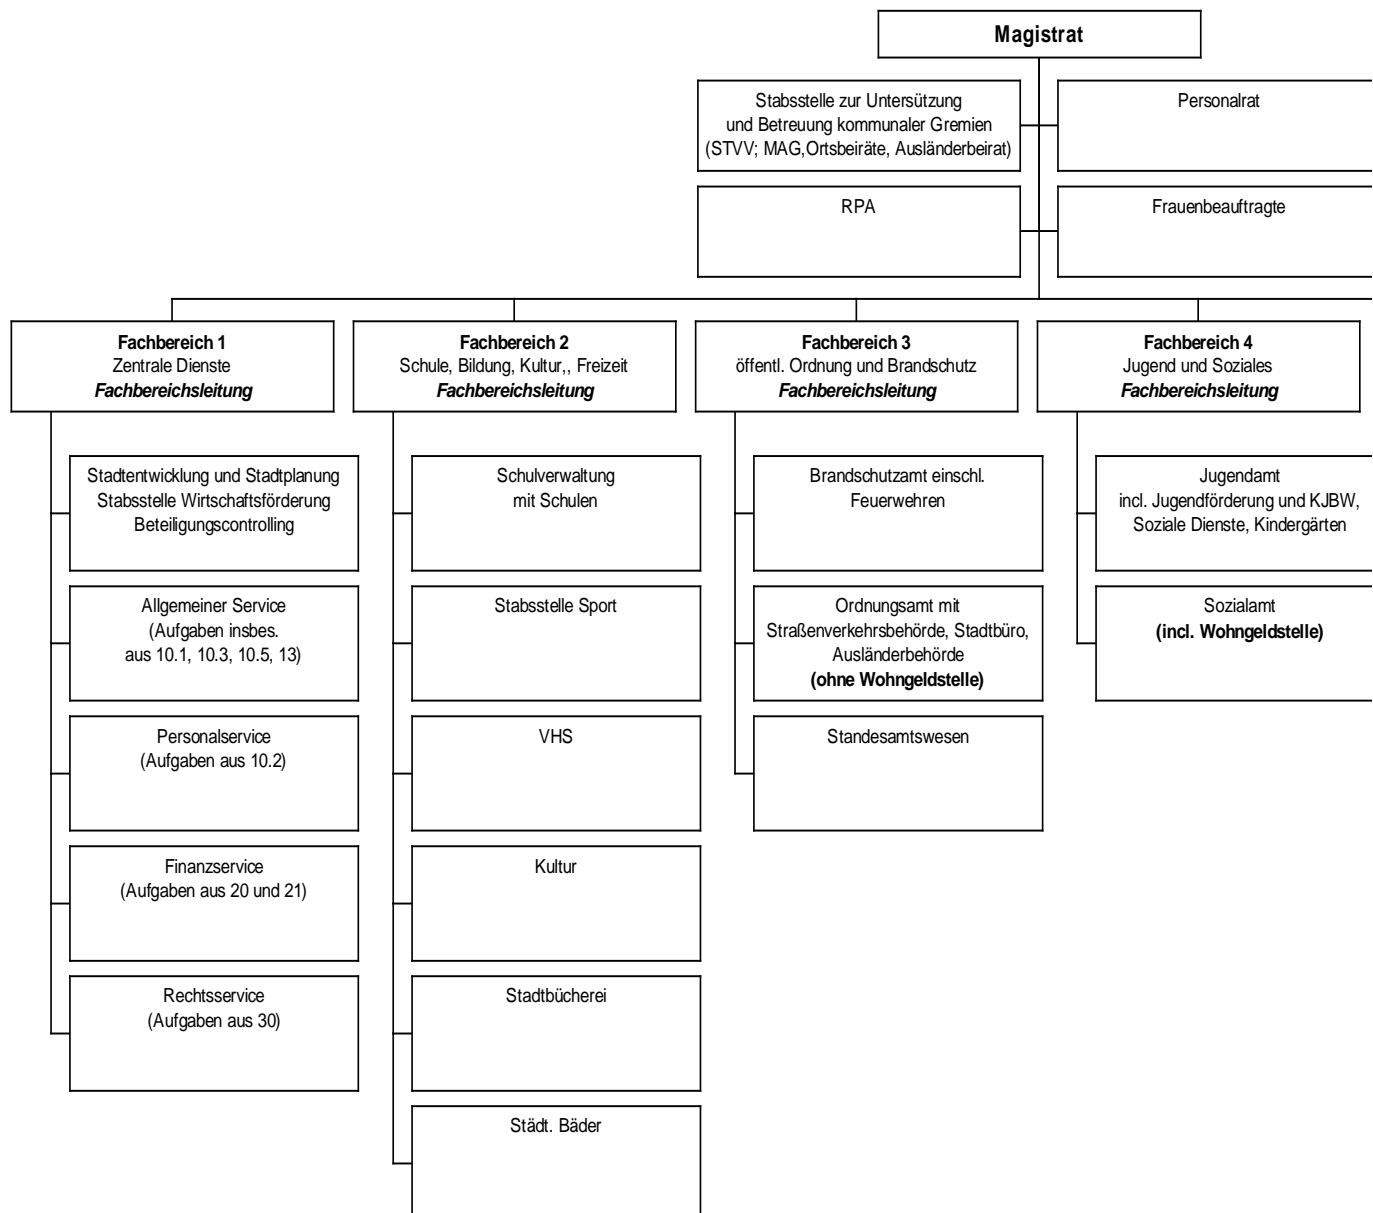 Magistrat
Stabsstelle zur Untersützung
und Betreuung kommunaler Gremien
(STVV; MAG,Ortsbeiräte, Ausländerbeirat)
Personalrat
RPA
Frauenbeauftragte
Fachbereich 1
Zentrale Dienste
Fachbereichsleitung
Fachbereich 2
Schule, Bildung, Kultur,, Freizeit
Fachbereichsleitung
Fachbereich 3
öffentl. Ordnung und Brandschutz
Fachbereichsleitung
Fachbereich 4
Jugend und Soziales
Fachbereichsleitung
Stadtentwicklung und Stadtplanung
Stabsstelle Wirtschaftsförderung
Beteiligungscontrolling
Allgemeiner Service
(Aufgaben insbes.
aus 10.1, 10.3, 10.5, 13)
Personalservice
(Aufgaben aus 10.2)
Finanzservice
(Aufgaben aus 20 und 21)
Rechtsservice
(Aufgaben aus 30)
Schulverwaltung
mit Schulen
Stabsstelle Sport
VHS
Kultur
Stadtbücherei
Städt. Bäder
Brandschutzamt einschl.
Feuerwehren
Ordnungsamt mit
Straßenverkehrsbehörde, Stadtbüro,
Ausländerbehörde
(ohne Wohngeldstelle)
Standesamtswesen
Jugendamt
incl. Jugendförderung und KJBW,
Soziale Dienste, Kindergärten
Sozialamt
(incl. Wohngeldstelle)